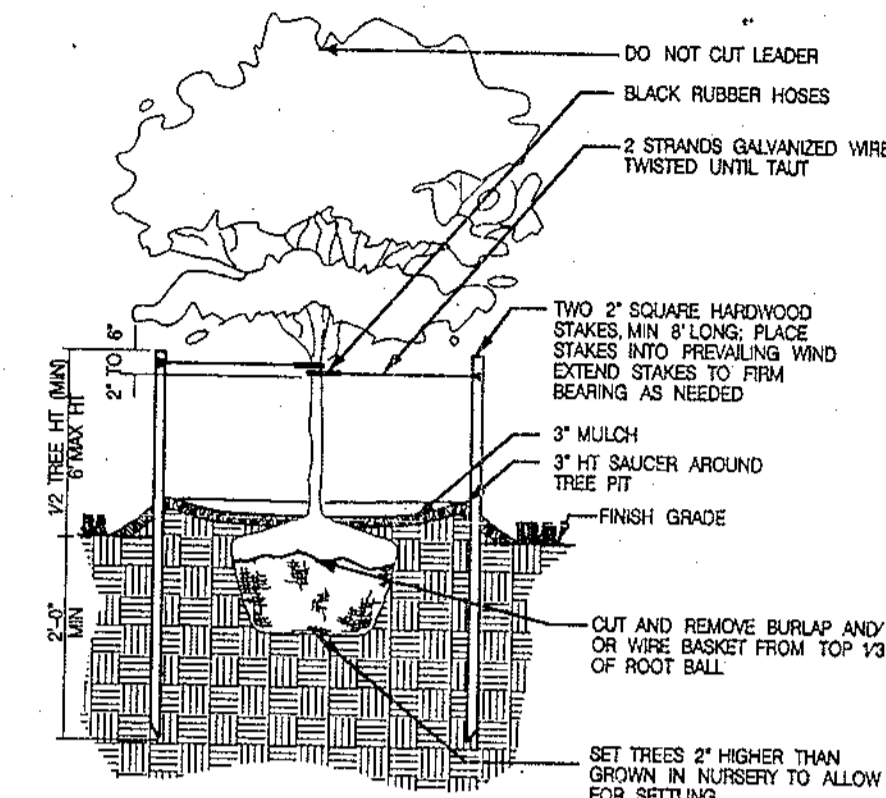 DO NOT CUT LEADER
BLACK RUBBER HOSES
2 STRANDS GALVANIZED WIRE
TWISTED UNTIL TAUT
TWO 2" SQUARE HARDWOOD
STAKES, MIN 8' LONG; PLACE
STAKES INTO PREVAILING WIND
EXTEND STAKES TO FIRM
BEARING AS NEEDED
3" MULCH
3" HT SAUCER AROUND
TREE PIT
FINISH GRADE
CUT AND REMOVE BURLAP AND/
OR WIRE BASKET FROM TOP 1/3
OF ROOT BALL
SET TREES 2" HIGHER THAN
GROWN IN NURSERY TO ALLOW
FOR SETTLING
2" TO 6"
1/2 TREE HT (MIN)
6" MAX HT
2'-0"
MIN